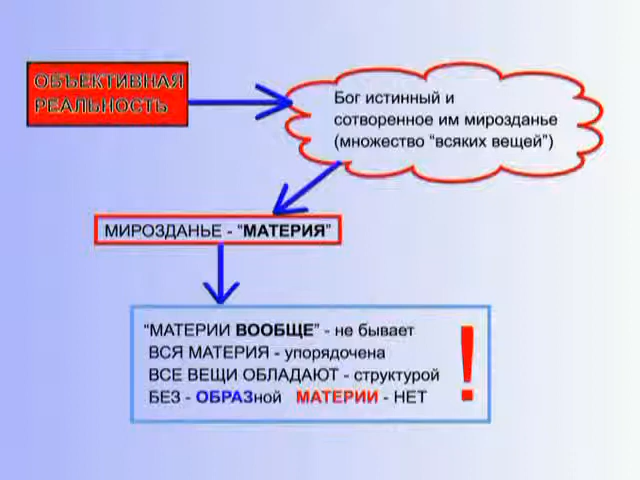 ОБЪЕКТИВНАЯ
РЕАЛЬНОСТЬ
Бог истинный и
сотворенное им мирозданье
(множество "всяких вещей")
МИРОЗДАНЬЕ - "МАТЕРИЯ"
"МАТЕРИИ ВООБЩЕ" - не бывает
ВСЯ МАТЕРИЯ - упорядочена
ВСЕ ВЕЩИ ОБЛАДАЮТ - структурой
БЕЗ - ОБРАЗной МАТЕРИИ - НЕТ
!